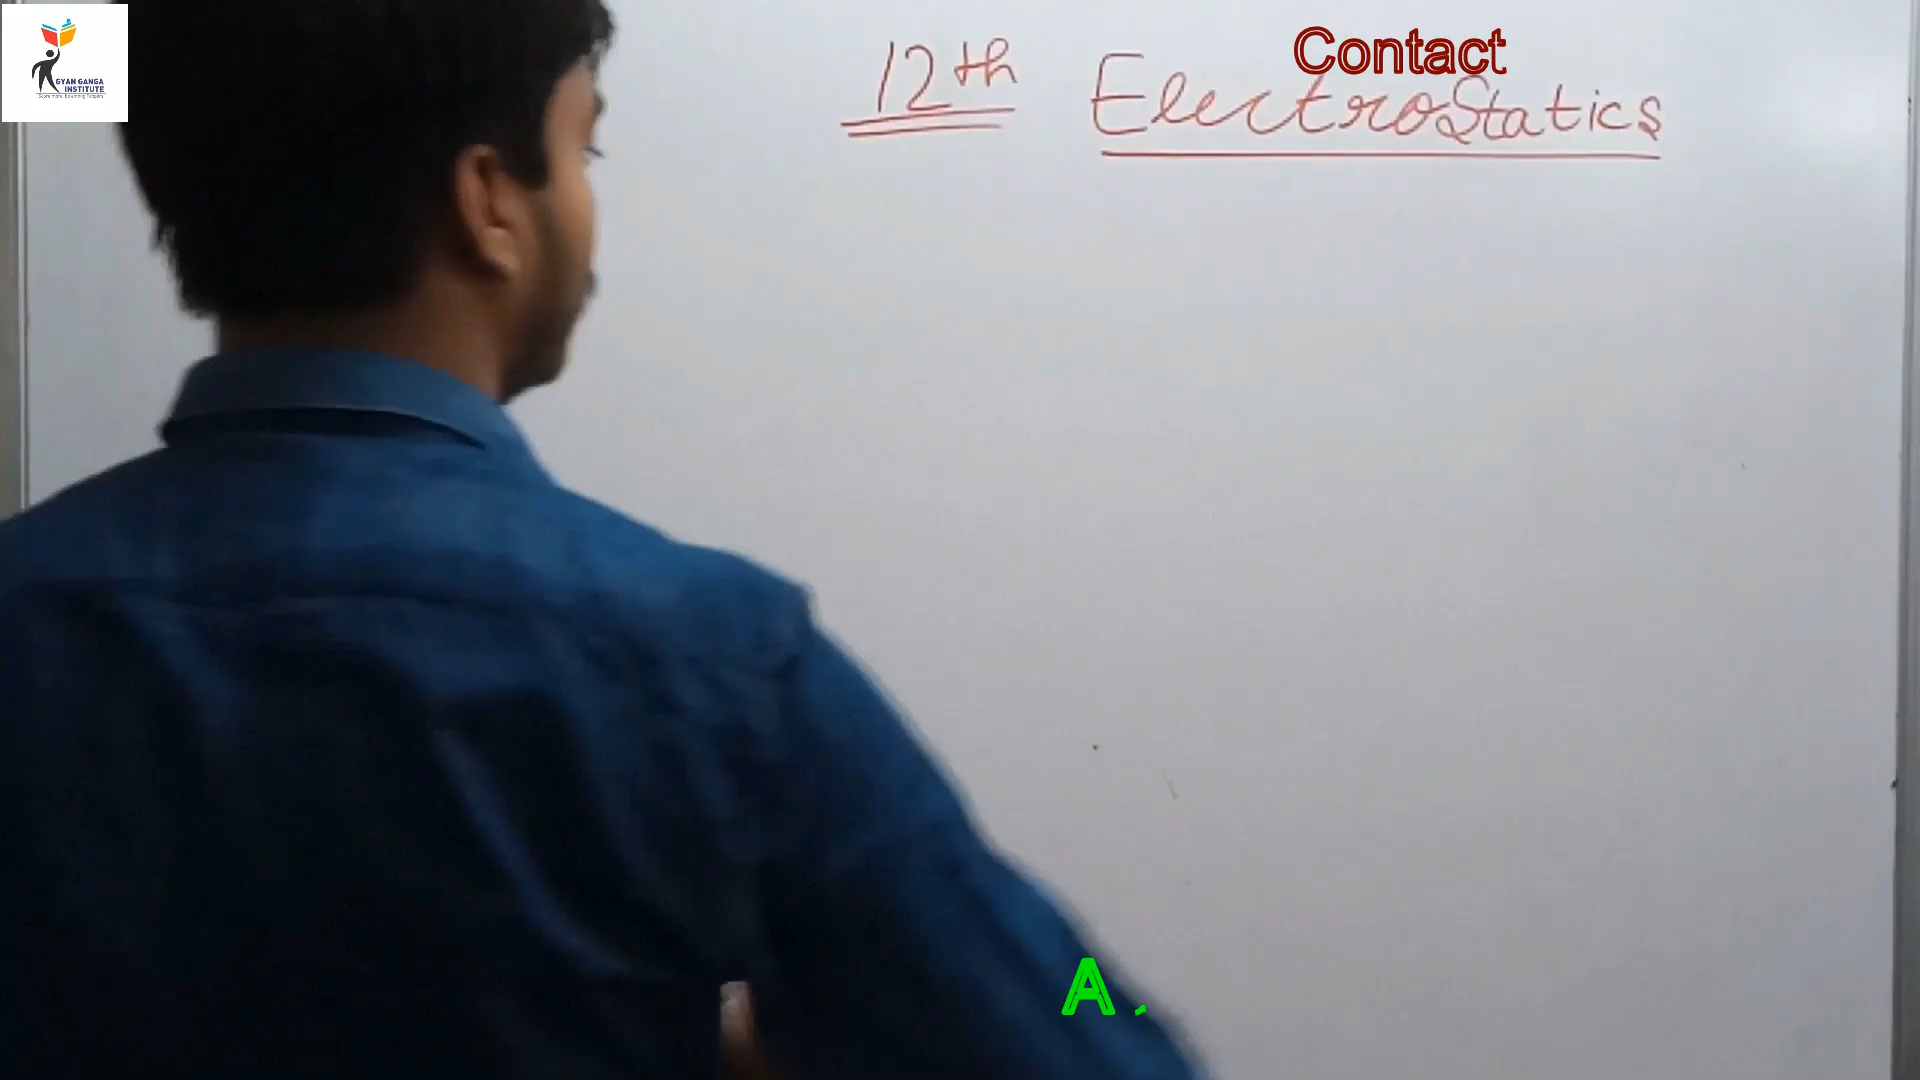 GYAN GANGA
INSTITUTE
Contact
12th ElectroStatics
A